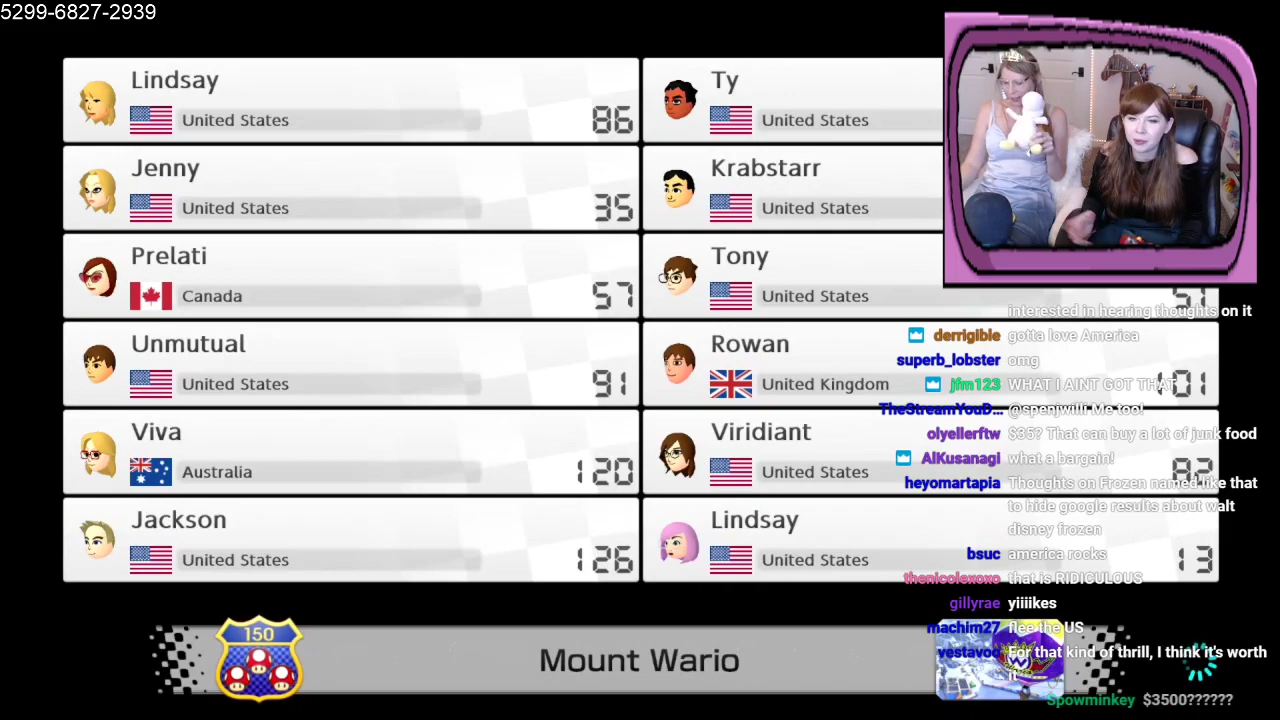 5299-6827-2939
Lindsay
United States
86
Ty
United States
Jenny
United States
35
Krabstarr
United States
Prelati
Canada
57
Tony
United States
51
Unmutual
United States
91
Rowan
United Kingdom
101
Viva
Australia
120
Viridiant
United States
82
Jackson
United States
126
Lindsay
United States
13
150
Mount Wario
interested in hearing thoughts on it
derrigible gotta love America
superb_lobster omg
jfm123 WHAT I AINT GOT THAT
TheStreamYouD... @spenjwilli Me too!
olyellerftw $35? That can buy a lot of junk food
AlKusanagi what a bargain!
heyomartapia Thoughts on Frozen named like that
to hide google results about walt
disney frozen
bsuc america rocks
thenicolexoxo that is RIDICULOUS
gillyrae yiiiikes
machim27 flee the US
vestavoo For that kind of thrill, I think it's worth
it
Spowminkey $3500??????